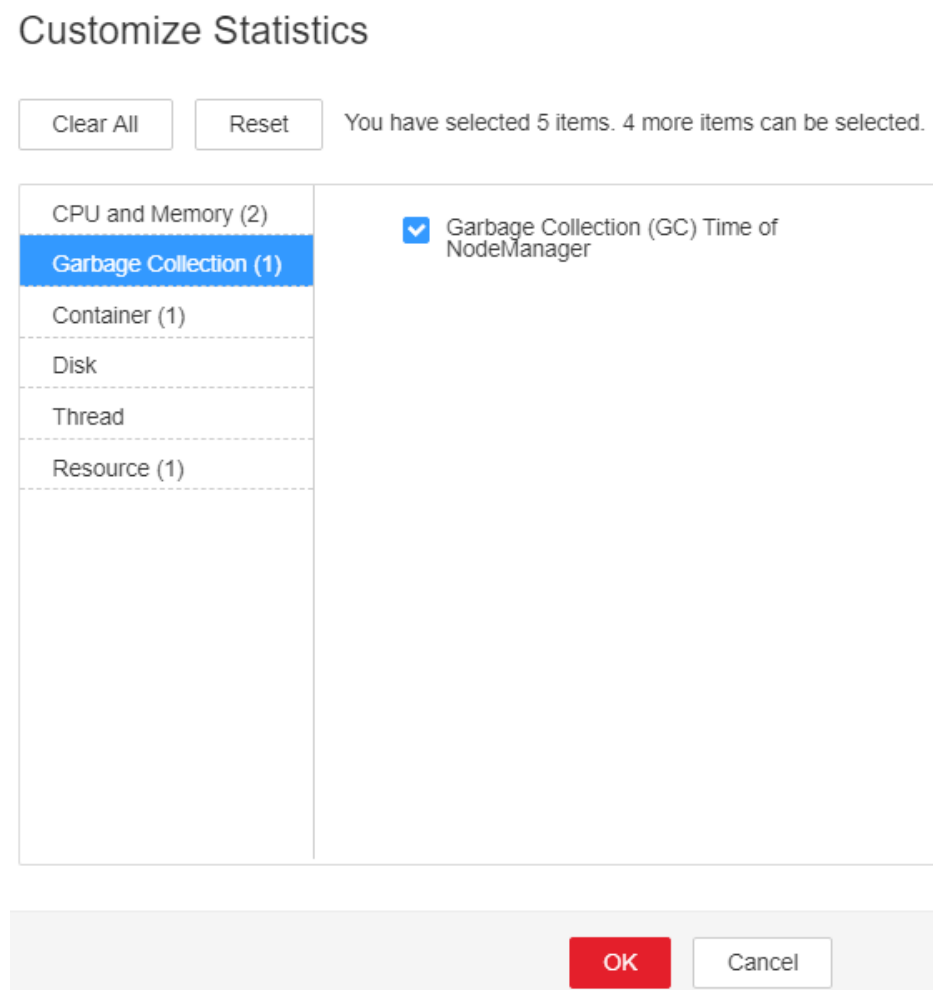 Customize Statistics
Clear All
Reset
You have selected 5 items. 4 more items can be selected.
CPU and Memory (2)
Garbage Collection (1)
Container (1)
Disk
Thread
Resource (1)
Garbage Collection (GC) Time of
NodeManager
OK
Cancel